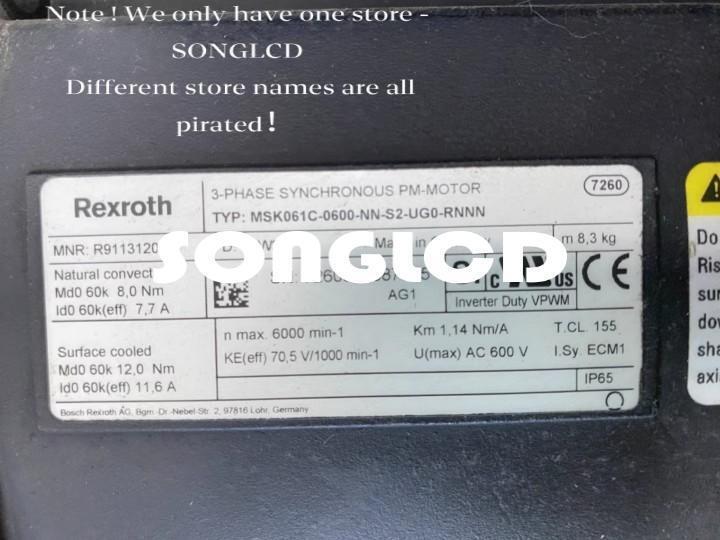 Note ! We only have one store -
SONGLCD
Different store names are all
pirated!
Rexroth
3-PHASE SYNCHRONOUS PM-MOTOR
7260
TYP: MSK061C-0600-NN-S2-UG0-RNNN
MNR: R9113120
m 8,3 kg
SONGLCD
Natural convect
Md0 60k 8,0 Nm
Id0 60k(eff) 7,7 A
AG1
c US
CE
Inverter Duty VPWM
Surface cooled
Md0 60k 12,0 Nm
Id0 60k(eff) 11,6 A
n max. 6000 min-1
Km 1,14 Nm/A
T.CL. 155
KE(eff) 70,5 V/1000 min-1
U(max) AC 600 V
I.Sy. ECM1
IP65
Bosch Rexroth AG, Bgm.-Dr.-Nebel-Str. 2, 97816 Lohr, Germany
Do
Ris
sur
dov
sha
axi